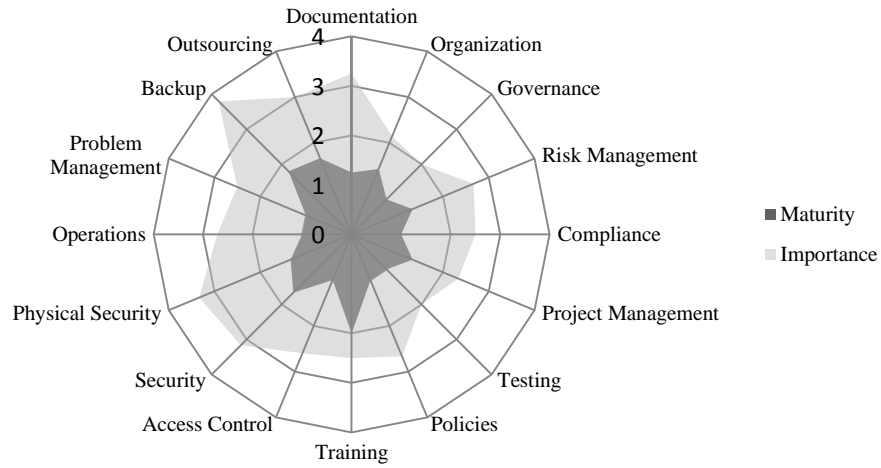 Documentation
Organization
Governance
Risk Management
Compliance
Project Management
Testing
Policies
Training
Access Control
Security
Physical Security
Operations
Problem
Management
Backup
Outsourcing
4
3
2
1
0
Maturity
Importance